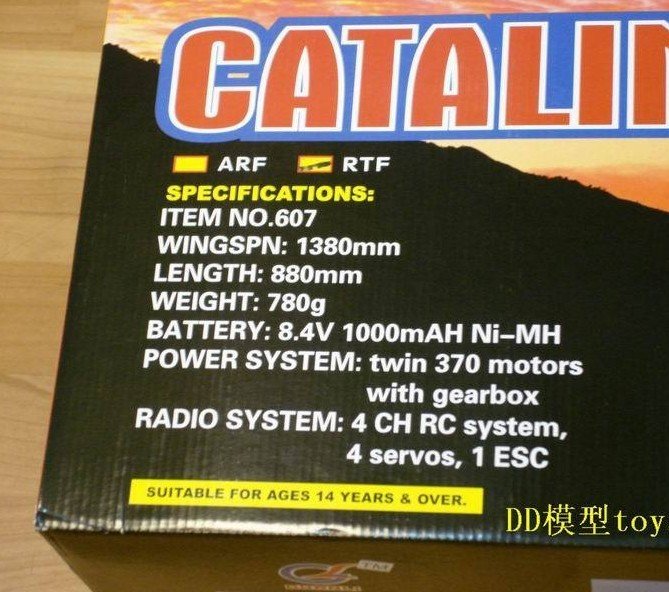 CATALIN
ARF RTF
SPECIFICATIONS:
ITEM NO.607
WINGSPN: 1380mm
LENGTH: 880mm
WEIGHT: 780g
BATTERY: 8.4V 1000mAH Ni-MH
POWER SYSTEM: twin 370 motors
with gearbox
RADIO SYSTEM: 4 CH RC system,
4 servos, 1 ESC
SUITABLE FOR AGES 14 YEARS & OVER.
DD模型toy
TM